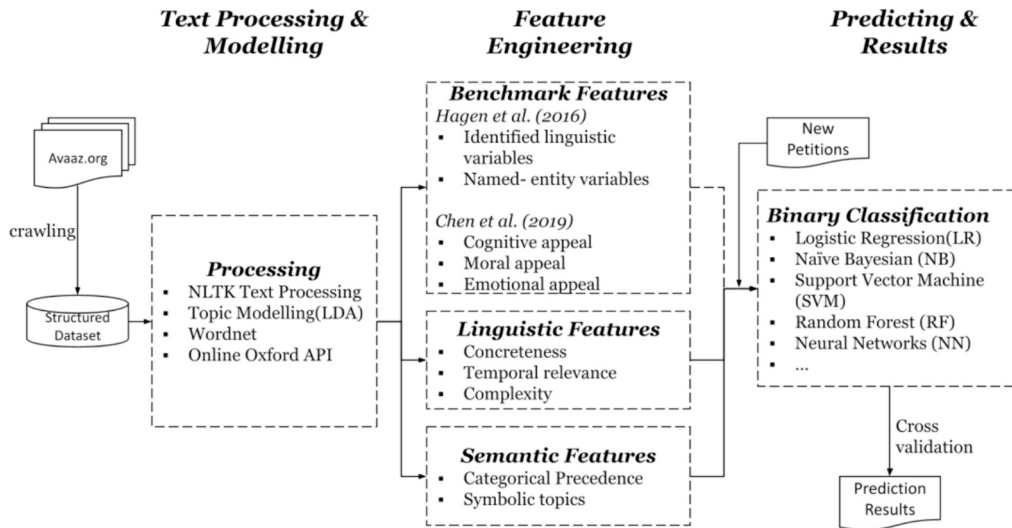 Text Processing &
Modelling
Feature
Engineering
Predicting &
Results
Avaaz.org
crawling
Structured
Dataset
Processing
▪ NLTK Text Processing
▪ Topic Modelling(LDA)
▪ Wordnet
▪ Online Oxford API
Benchmark Features
Hagen et al. (2016)
▪ Identified linguistic
variables
▪ Named- entity variables
Chen et al. (2019)
▪ Cognitive appeal
▪ Moral appeal
▪ Emotional appeal
Linguistic Features
▪ Concreteness
▪ Temporal relevance
▪ Complexity
Semantic Features
▪ Categorical Precedence
▪ Symbolic topics
New
Petitions
Binary Classification
▪ Logistic Regression(LR)
▪ Naïve Bayesian (NB)
▪ Support Vector Machine
(SVM)
▪ Random Forest (RF)
▪ Neural Networks (NN)
▪ ...
Cross
validation
Prediction
Results